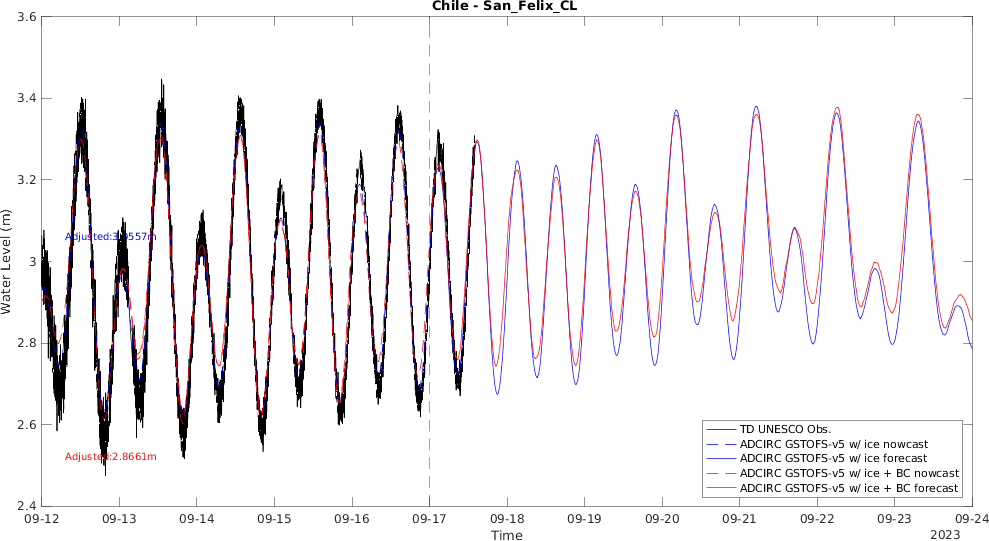 Chile - San_Felix_CL
3.6
3.4
3.2
3
2.8
2.6
2.4
Water Level (m)
Adjusted:3.0557m
Adjusted:2.8661m
TD UNESCO Obs.
ADCIRC GSTOFS-v5 w/ ice nowcast
ADCIRC GSTOFS-v5 w/ ice forecast
ADCIRC GSTOFS-v5 w/ ice + BC nowcast
ADCIRC GSTOFS-v5 w/ ice + BC forecast
09-12 09-13 09-14 09-15 09-16 09-17 09-18 09-19 09-20 09-21 09-22 09-23 09-24
Time
2023